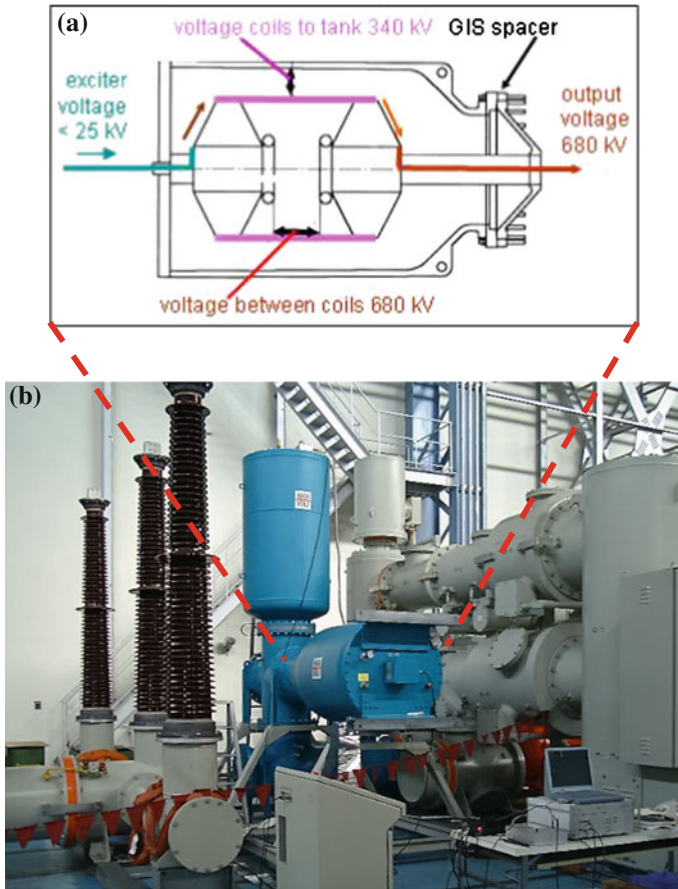 (a)
voltage coils to tank 340 kV
GIS spacer
exciter
voltage
< 25 kV
output
voltage
680 kV
voltage between coils 680 kV
(b)